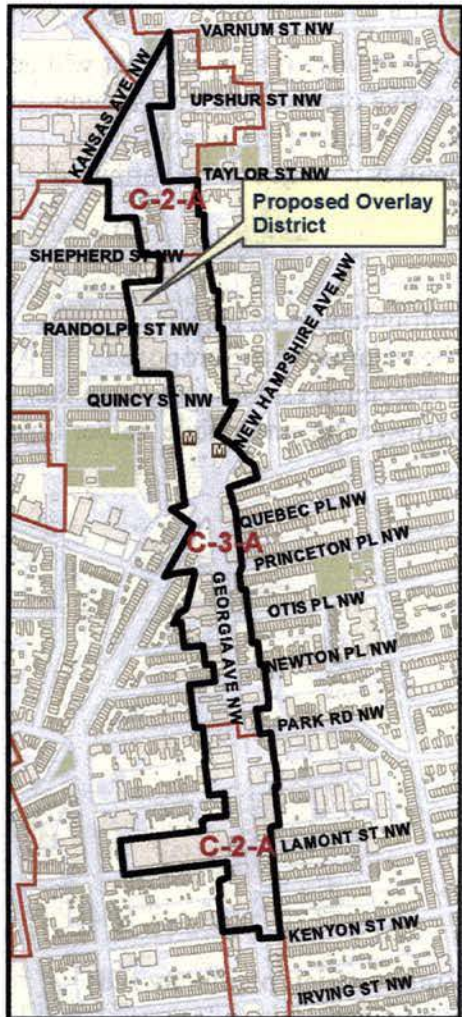 VARNUM ST NW
KANSAS AVE NW
UPSHUR ST NW
TAYLOR ST NW
C-2-A
Proposed Overlay
District
SHEPHERD ST NW
RANDOLPH ST NW
NEW HAMPSHIRE AVE NW
QUINCY ST NW
M
M
QUEBEC PL NW
C-3-A
PRINCETON PL NW
GEORGIA AVE NW
OTIS PL NW
NEWTON PL NW
PARK RD NW
C-2-A
LAMONT ST NW
KENYON ST NW
IRVING ST NW